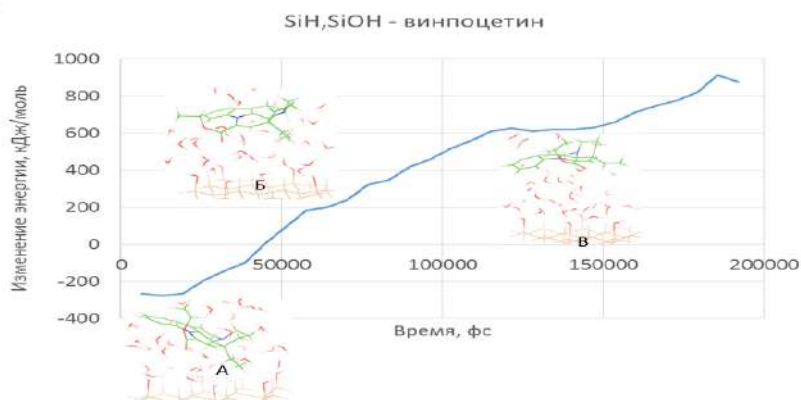 SiH,SiOH - винпоцетин
Изменение энергии, кДж/моль
1000
800
600
400
200
0
-200
-400
0 50000 100000 150000 200000
Время, фс
Б
В
А